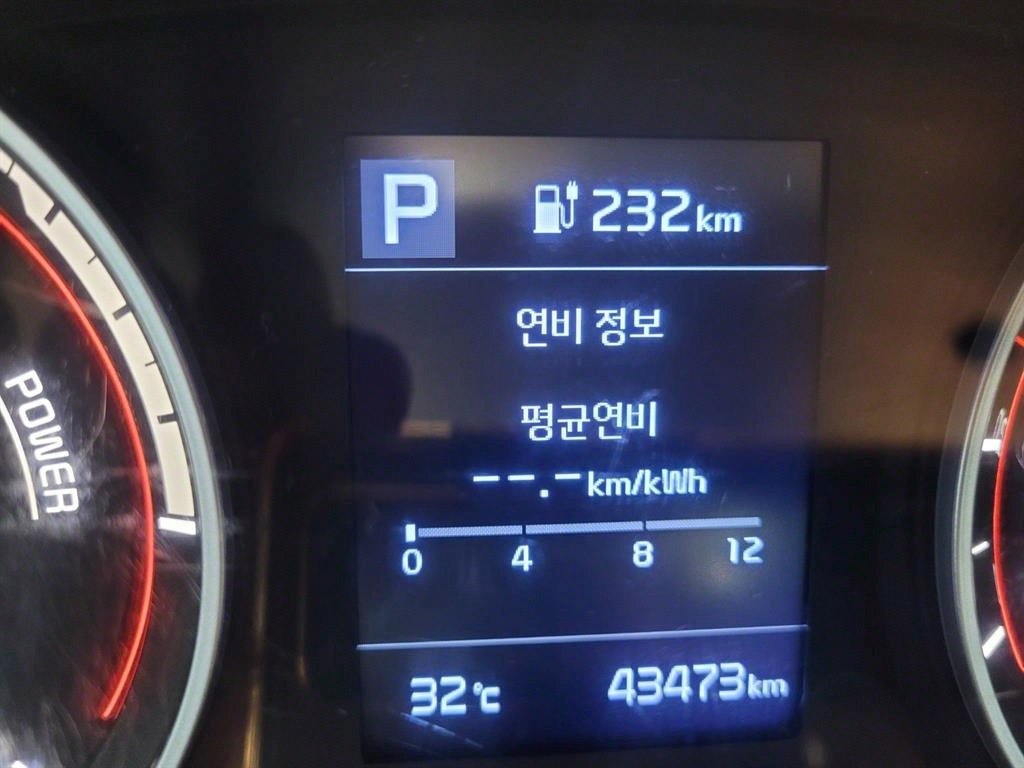 P 232km
연비 정보
평균연비
--.-km/kWh
0 4 8 12
32℃ 43473km
POWER